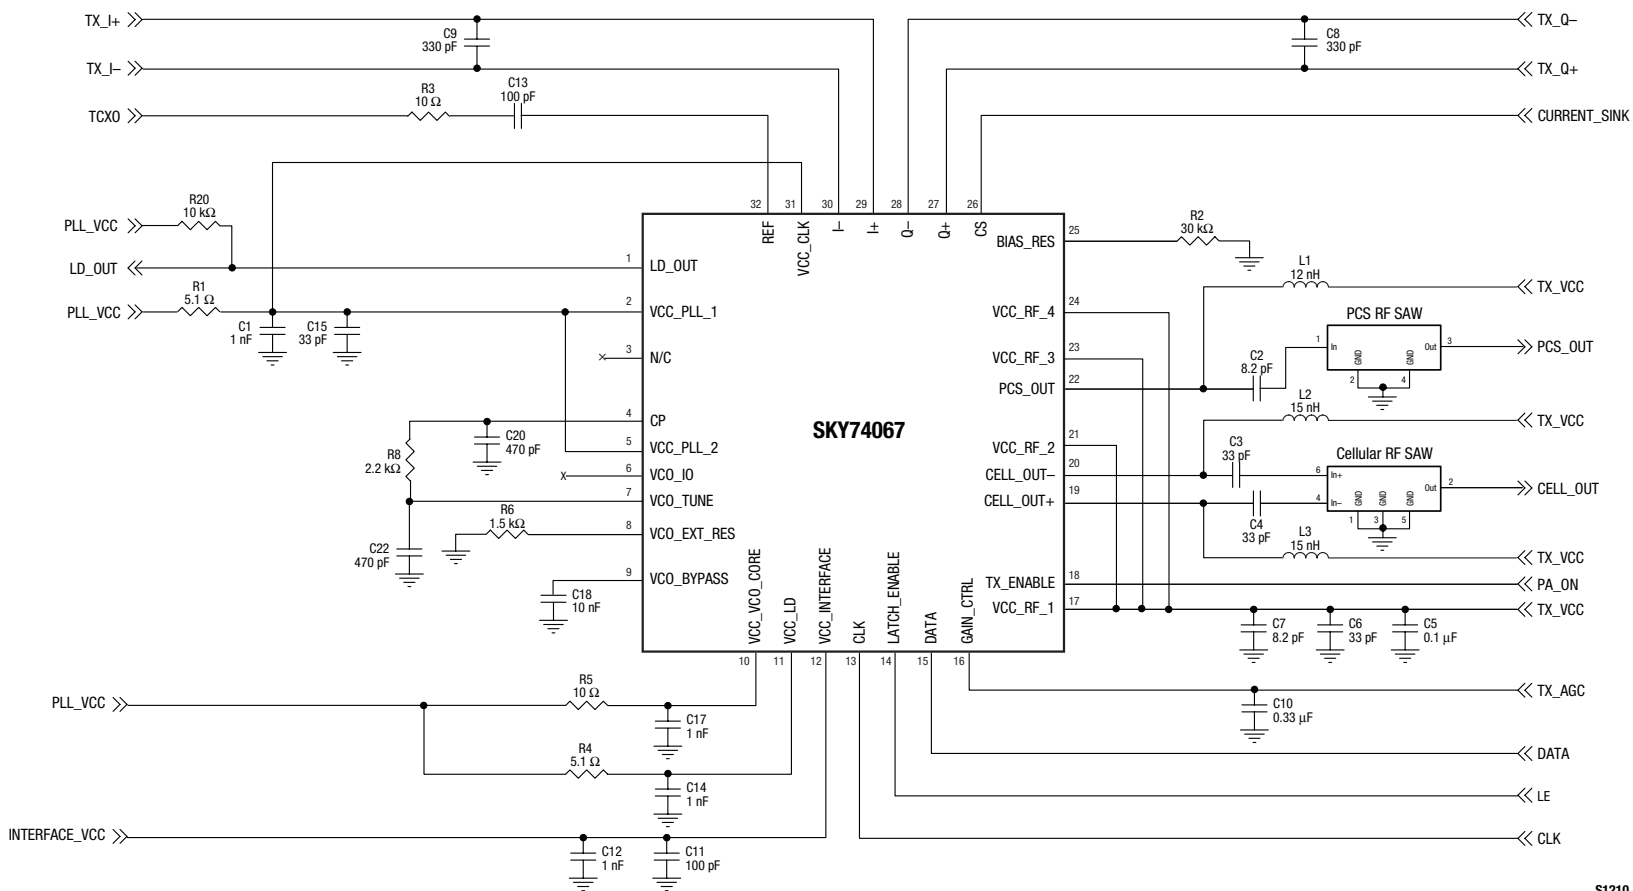 TX_I+
C9
330 pF
TX_I–
TCXO
R3
10 Ω
C13
100 pF
TX_Q–
C8
330 pF
TX_Q+
CURRENT_SINK
R20
10 kΩ
PLL_VCC
LD_OUT
PLL_VCC
R1
5.1 Ω
C1
1 nF
C15
33 pF
R8
2.2 kΩ
C20
470 pF
C22
470 pF
R6
1.5 kΩ
C18
10 nF
32
31
30
29
28
27
26
REF
VCC_CLK
I–
I+
Q–
Q+
CS
1
LD_OUT
2
VCC_PLL_1
3
N/C
x
4
CP
5
VCC_PLL_2
6
VCO_IO
x
7
VCO_TUNE
8
VCO_EXT_RES
9
VCO_BYPASS
SKY74067
25
BIAS_RES
24
VCC_RF_4
23
VCC_RF_3
22
PCS_OUT
21
VCC_RF_2
20
CELL_OUT–
19
CELL_OUT+
18
TX_ENABLE
17
VCC_RF_1
VCC_VCO_CORE
VCC_LD
VCC_INTERFACE
CLK
LATCH_ENABLE
DATA
GAIN_CTRL
10
11
12
13
14
15
16
R2
30 kΩ
L1
12 nH
TX_VCC
PCS RF SAW
1
In
GND
GND
Out
3
2
4
PCS_OUT
C2
8.2 pF
L2
15 nH
TX_VCC
C3
33 pF
Cellular RF SAW
6
In+
4
In–
GND
GND
GND
Out
2
1
3
5
CELL_OUT
C4
33 pF
L3
15 nH
TX_VCC
PA_ON
TX_VCC
C7
8.2 pF
C6
33 pF
C5
0.1 µF
TX_AGC
C10
0.33 µF
DATA
LE
CLK
PLL_VCC
R5
10 Ω
C17
1 nF
R4
5.1 Ω
C14
1 nF
INTERFACE_VCC
C12
1 nF
C11
100 pF
S1210